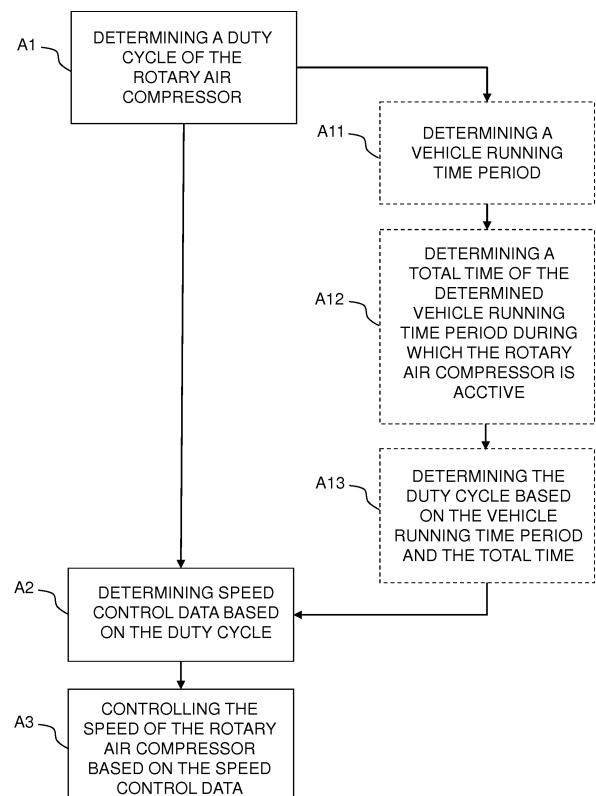 A1
DETERMINING A DUTY
CYCLE OF THE
ROTARY AIR
COMPRESSOR
A11
DETERMINING A
VEHICLE RUNNING
TIME PERIOD
A12
DETERMINING A
TOTAL TIME OF THE
DETERMINED
VEHICLE RUNNING
TIME PERIOD DURING
WHICH THE ROTARY
AIR COMPRESSOR IS
ACCTIVE
A13
DETERMINING THE
DUTY CYCLE BASED
ON THE VEHICLE
RUNNING TIME PERIOD
AND THE TOTAL TIME
A2
DETERMINING SPEED
CONTROL DATA BASED
ON THE DUTY CYCLE
A3
CONTROLLING THE
SPEED OF THE ROTARY
AIR COMPRESSOR
BASED ON THE SPEED
CONTROL DATA